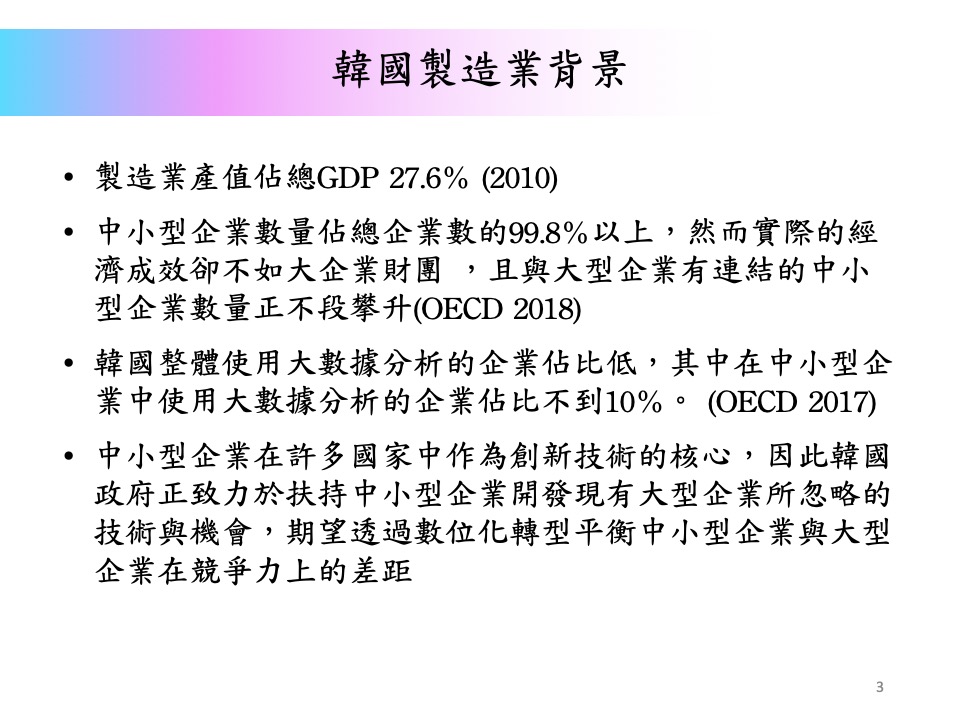 韓國製造業背景
• 製造業產值佔總GDP 27.6% (2010)
• 中小型企業數量佔總企業數的99.8%以上，然而實際的經
濟成效卻不如大企業財團 ，且與大型企業有連結的中小
型企業數量正不段攀升(OECD 2018)
• 韓國整體使用大數據分析的企業佔比低，其中在中小型企
業中使用大數據分析的企業佔比不到10%。 (OECD 2017)
• 中小型企業在許多國家中作為創新技術的核心，因此韓國
政府正致力於扶持中小型企業開發現有大型企業所忽略的
技術與機會，期望透過數位化轉型平衡中小型企業與大型
企業在競爭力上的差距
3